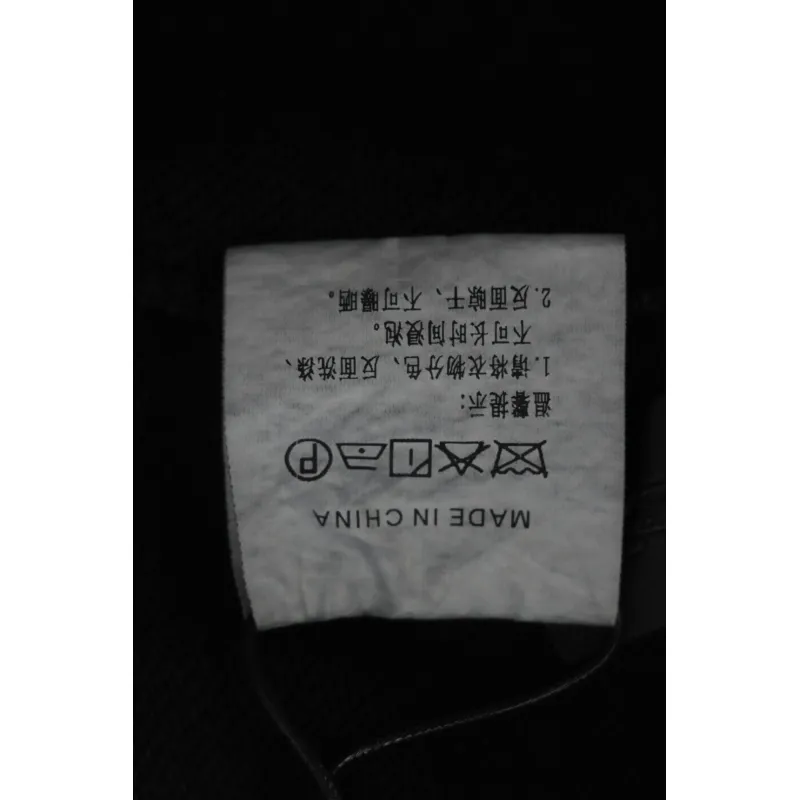 MADE IN CHINA
P
温馨提示:
1.请将衣物分色、反面洗涤、
不可长时间浸泡。
2.反面晾干、不可曝晒。